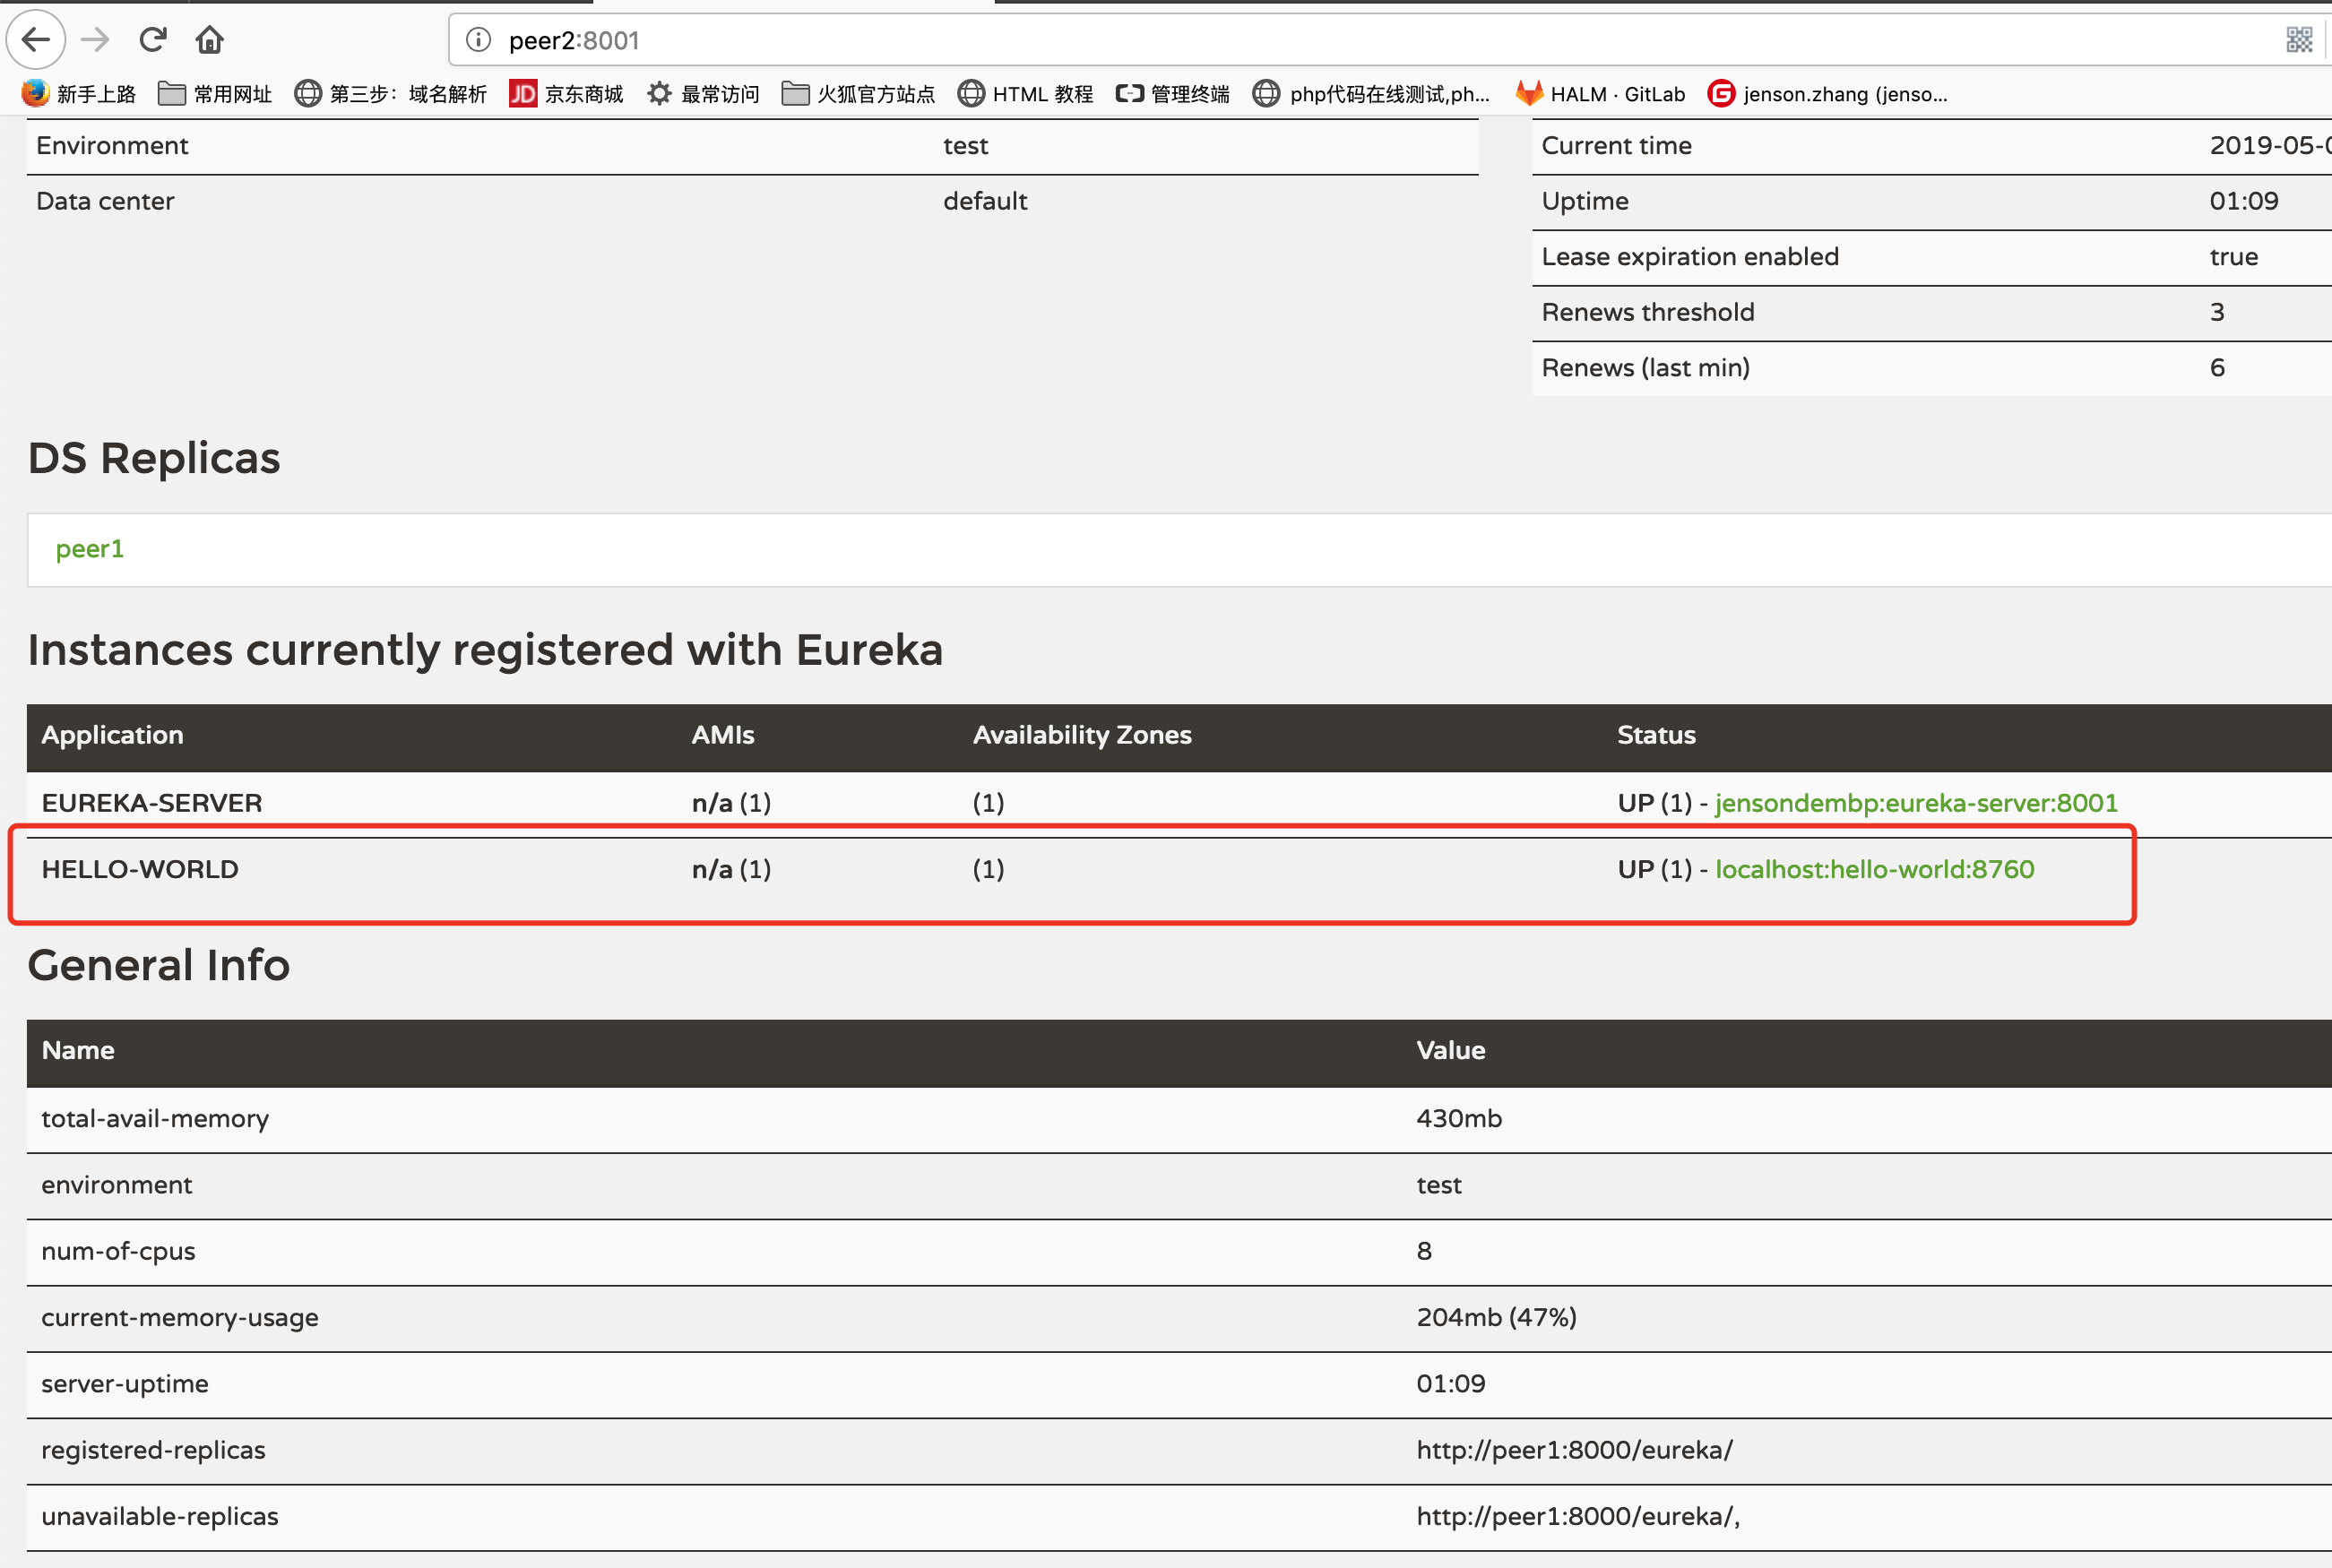 peer2:8001
新手上路 常用网址 第三步：域名解析 JD 京东商城 最常访问 火狐官方站点 HTML 教程 管理终端 php代码在线测试,ph... HALM · GitLab G jenson.zhang (jenso...
Environment test Current time 2019-05-0
Data center default Uptime 01:09
Lease expiration enabled true
Renews threshold 3
Renews (last min) 6
DS Replicas
peer1
Instances currently registered with Eureka
Application AMIs Availability Zones Status
EUREKA-SERVER n/a (1) (1) UP (1) - jensondembp:eureka-server:8001
HELLO-WORLD n/a (1) (1) UP (1) - localhost:hello-world:8760
General Info
Name Value
total-avail-memory 430mb
environment test
num-of-cpus 8
current-memory-usage 204mb (47%)
server-uptime 01:09
registered-replicas http://peer1:8000/eureka/
unavailable-replicas http://peer1:8000/eureka/,